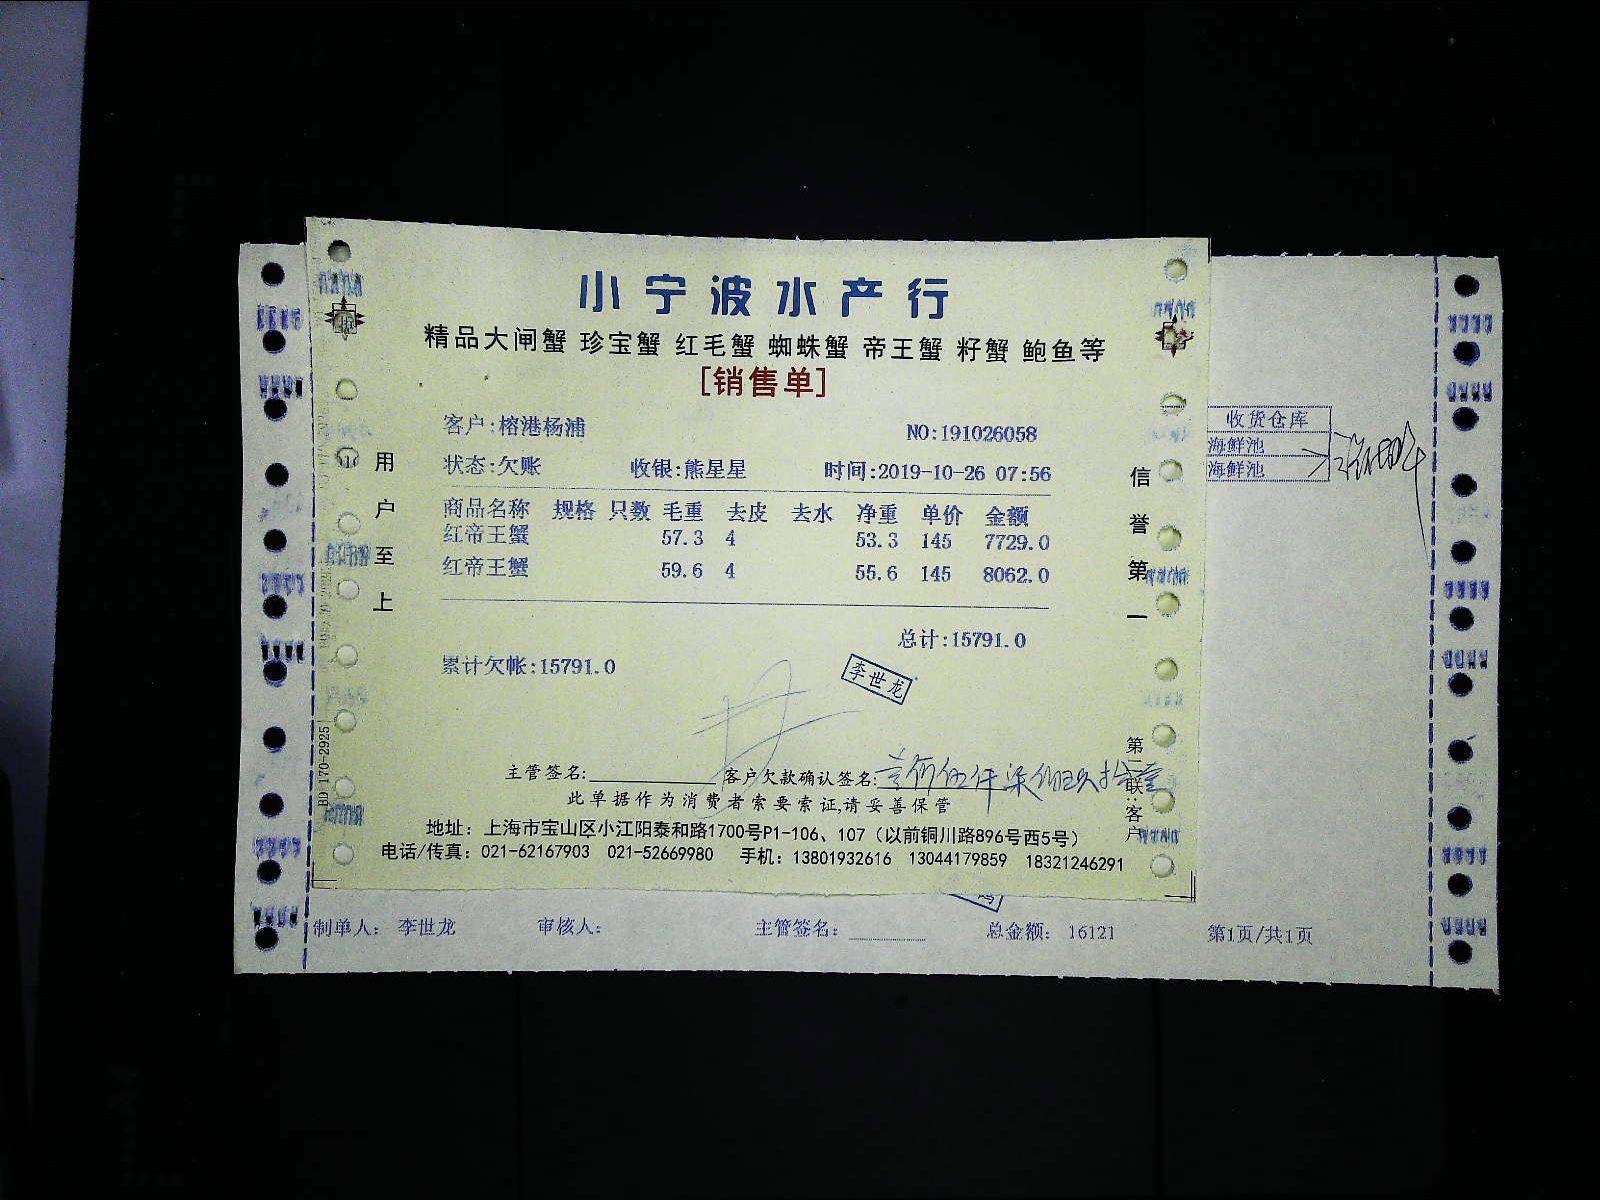 小宁波水产行
精品大闸蟹 珍宝蟹 红毛蟹 蜘蛛蟹 帝王蟹 籽蟹 鲍鱼等
[销售单]
客户:榕港杨浦 NO:191026058
状态:欠账 收银:熊星星 时间:2019-10-26 07:56
商品名称 规格 只数 毛重 去皮 去水 净重 单价 金额
红帝王蟹 57.3 4 53.3 145 7729.0
红帝王蟹 59.6 4 55.6 145 8062.0
总计:15791.0
累计欠帐:15791.0
李世龙
主管签名: 客户欠款确认签名:
此单据作为消费者索要索证,请妥善保管
地址：上海市宝山区小江阳泰和路1700号P1-106、107（以前铜川路896号西5号）
电话/传真：021-62167903 021-52669980 手机：13801932616 13044179859 18321246291
用户至上
信誉第一
第二联:客户
BD 170-2925
收货仓库
海鲜池
海鲜池
制单人： 李世龙 审核人： 主管签名： 总金额： 16121 第1页/共1页